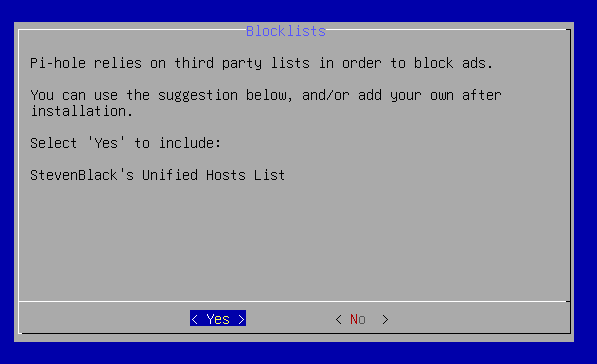 Blocklists
Pi-hole relies on third party lists in order to block ads.
You can use the suggestion below, and/or add your own after
installation.
Select 'Yes' to include:
StevenBlack's Unified Hosts List
< Yes > < No >